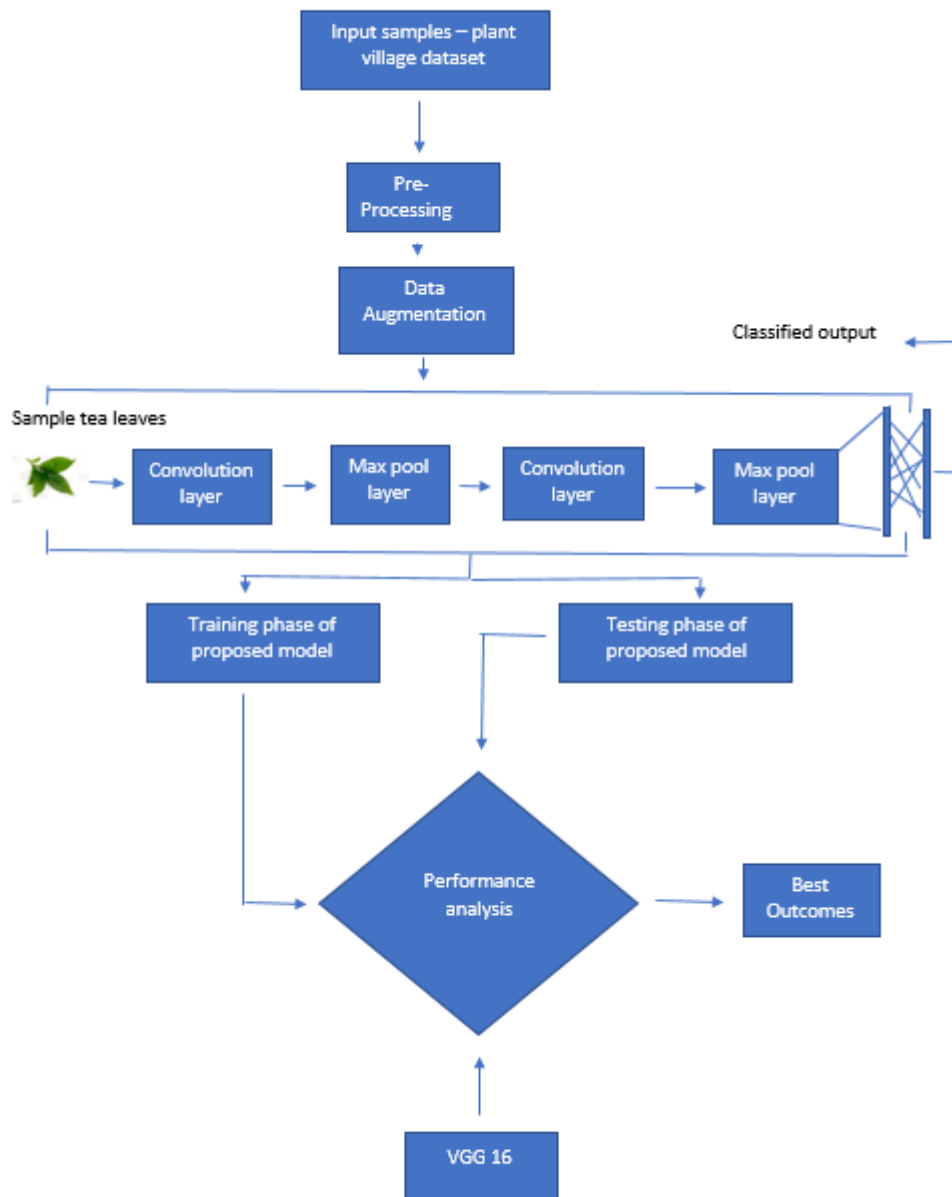 Input samples – plant
village dataset
Pre-
Processing
Data
Augmentation
Classified output
Sample tea leaves
Convolution
layer
Max pool
layer
Convolution
layer
Max pool
layer
Training phase of
proposed model
Testing phase of
proposed model
Performance
analysis
Best
Outcomes
VGG 16